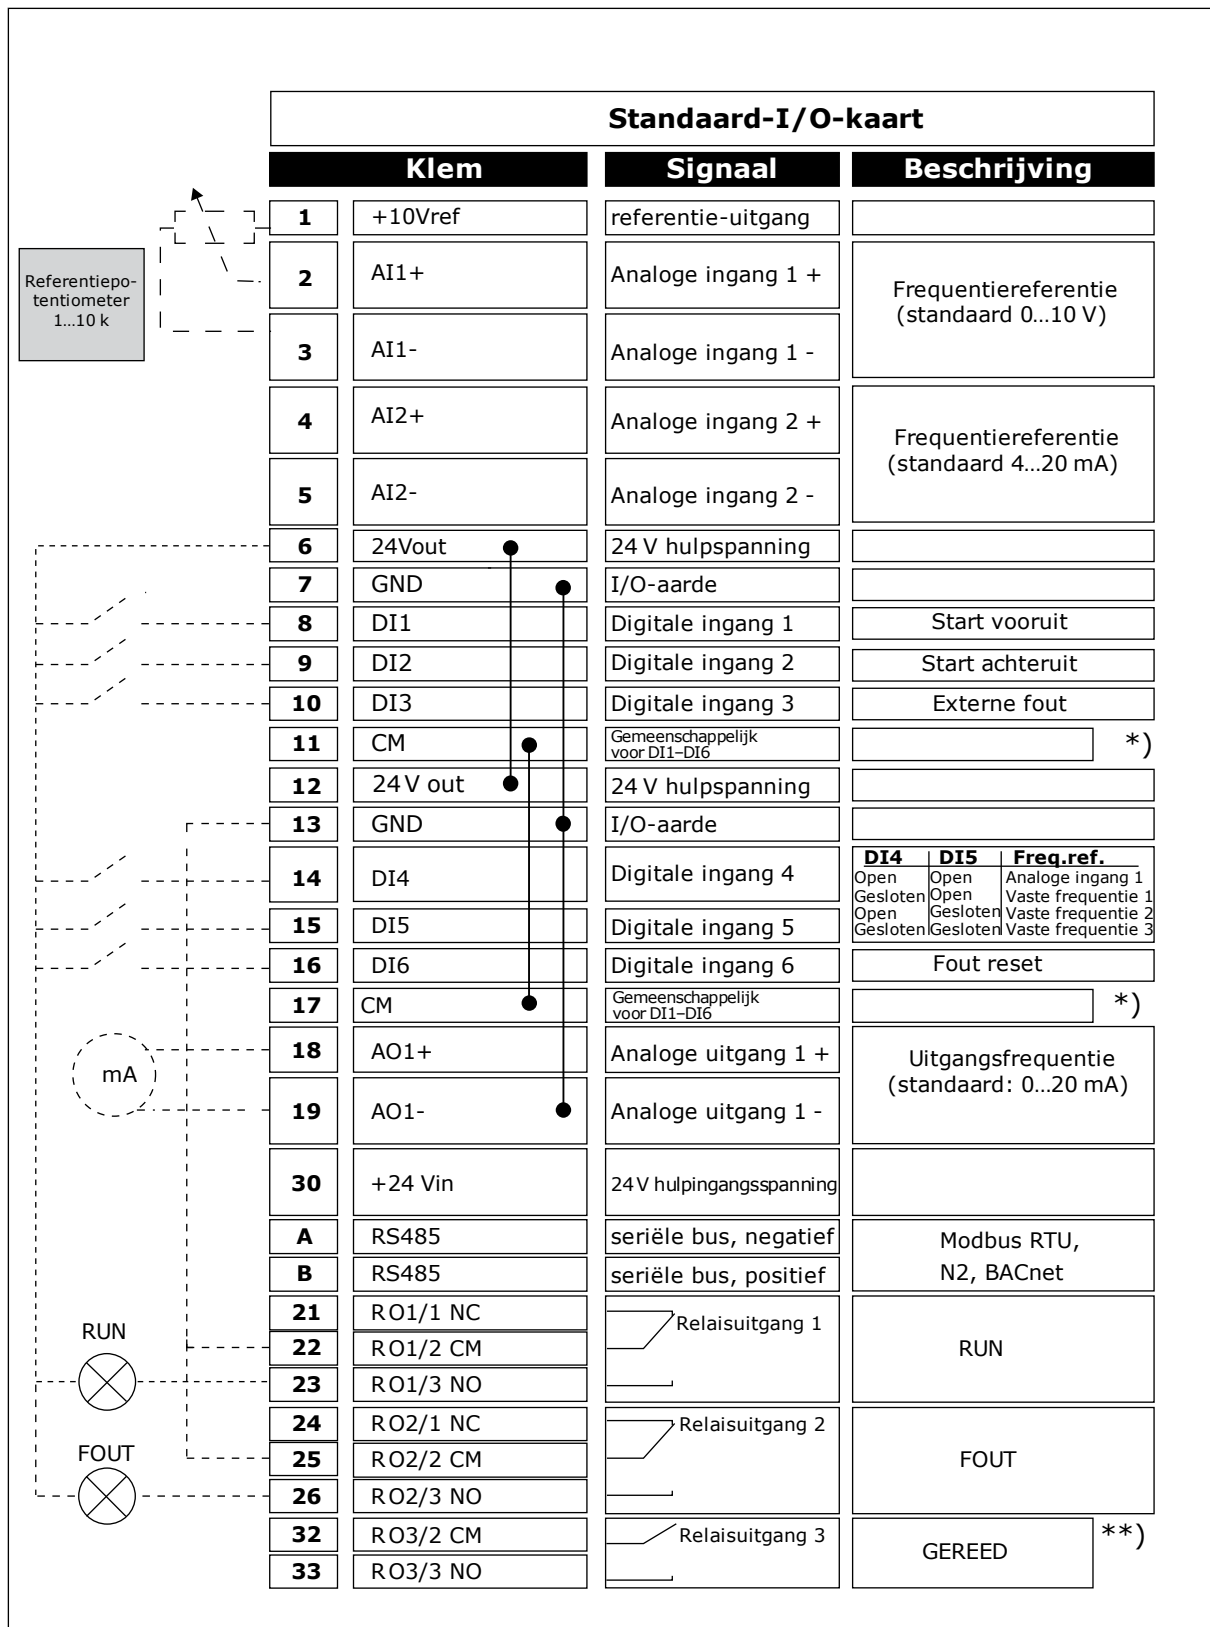 Standaard-I/O-kaart
Klem Signaal Beschrijving
Referentiepo-
tentiometer
1...10 k
1 +10Vref referentie-uitgang
2 AI1+ Analoge ingang 1 +
Frequentiereferentie
(standaard 0...10 V)
3 AI1- Analoge ingang 1 -
4 AI2+ Analoge ingang 2 +
Frequentiereferentie
(standaard 4...20 mA)
5 AI2- Analoge ingang 2 -
6 24Vout 24 V hulpspanning
7 GND I/O-aarde
8 DI1 Digitale ingang 1 Start vooruit
9 DI2 Digitale ingang 2 Start achteruit
10 DI3 Digitale ingang 3 Externe fout
11 CM Gemeenschappelijk
voor DI1–DI6
*)
12 24 V out 24 V hulpspanning
13 GND I/O-aarde
14 DI4 Digitale ingang 4
DI4 DI5 Freq.ref.
Open Open Analoge ingang 1
Gesloten Open Vaste frequentie 1
Open Gesloten Vaste frequentie 2
Gesloten Gesloten Vaste frequentie 3
15 DI5 Digitale ingang 5
16 DI6 Digitale ingang 6 Fout reset
17 CM Gemeenschappelijk
voor DI1–DI6
*)
mA
18 AO1+ Analoge uitgang 1 +
Uitgangsfrequentie
(standaard: 0...20 mA)
19 AO1- Analoge uitgang 1 -
30 +24 Vin 24 V hulpingangsspanning
A RS485 seriële bus, negatief
Modbus RTU,
N2, BACnet
B RS485 seriële bus, positief
21 RO1/1 NC Relaisuitgang 1
RUN
22 RO1/2 CM RUN
23 RO1/3 NO
24 RO2/1 NC Relaisuitgang 2
FOUT
25 RO2/2 CM FOUT
26 RO2/3 NO
32 RO3/2 CM Relaisuitgang 3
GEREED
**)
33 RO3/3 NO